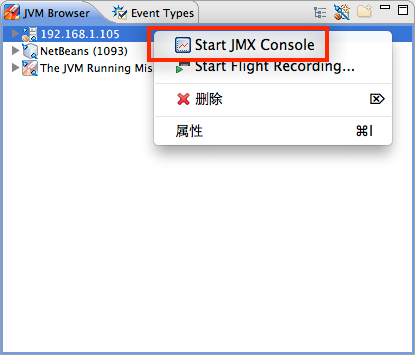 JVM Browser
Event Types
192.168.1.105
NetBeans (1093)
The JVM Running Mis
Start JMX Console
Start Flight Recording...
删除
属性 ⌘I